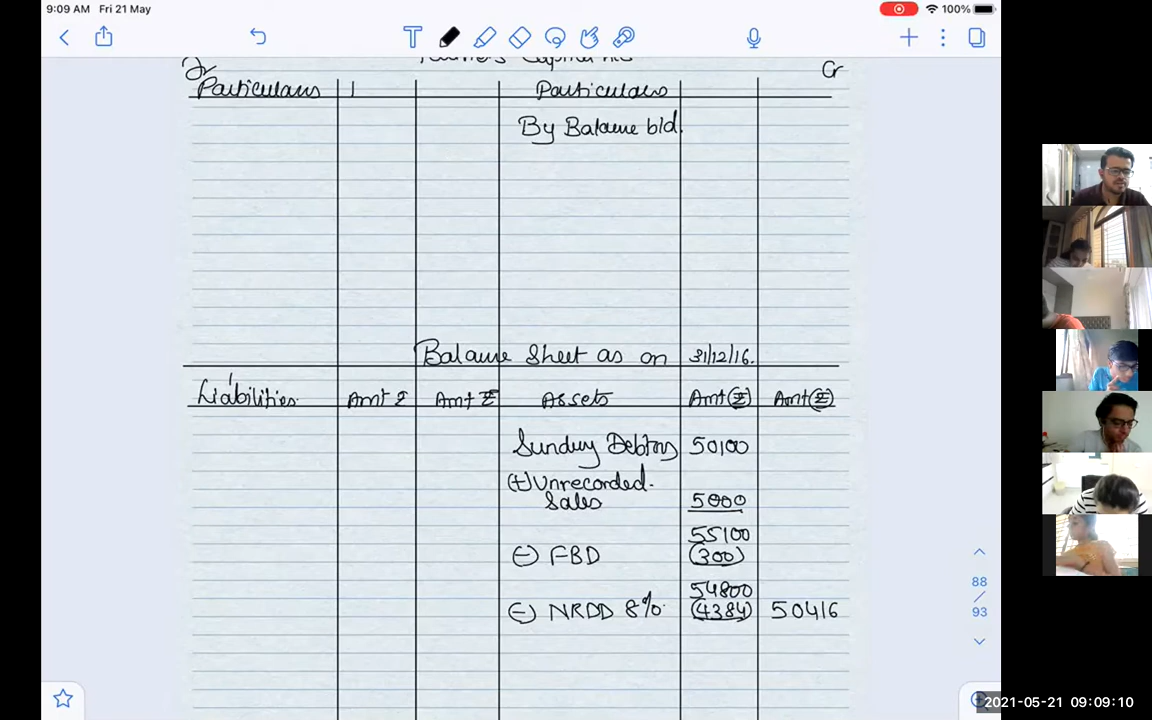 9:09 AM Fri 21 May
100%
Dr
Cr
Particulars
Particulars
By Balance b/d.
Balance Sheet as on 31/12/16.
Liabilities Amt ₹ Amt ₹ Assets Amt(₹) Amt(₹)
Sundry Debtors 50100
(+) Unrecorded
Sales 5000
55100
(-) FBD (300)
54800
(-) NRDD 8% (4384) 50416
88
/
93
2021-05-21 09:09:10